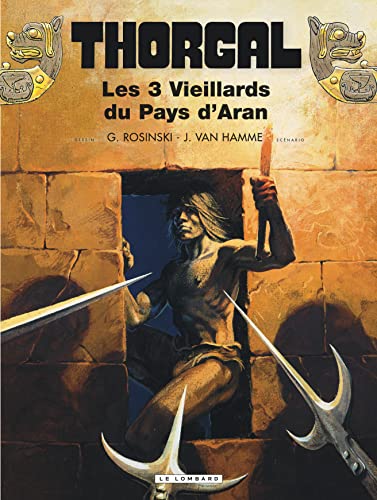 THORGAL
Les 3 Vieillards
du Pays d'Aran
DESSIN G. ROSINSKI - J. VAN HAMME SCÉNARIO
LE LOMBARD